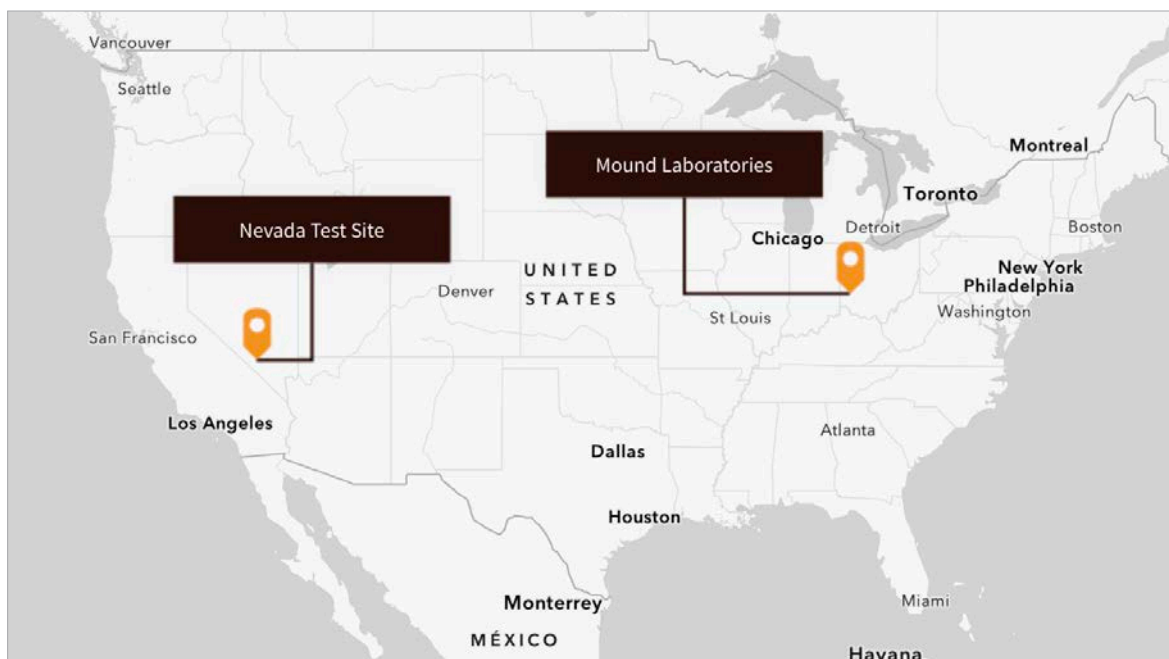 Vancouver
Seattle
Montreal
Mound Laboratories
Toronto
Nevada Test Site
Chicago
Detroit
Boston
UNITED
STATES
New York
Philadelphia
Denver
Washington
St Louis
San Francisco
Los Angeles
Atlanta
Dallas
Houston
Monterrey
Miami
MÉXICO
Havana